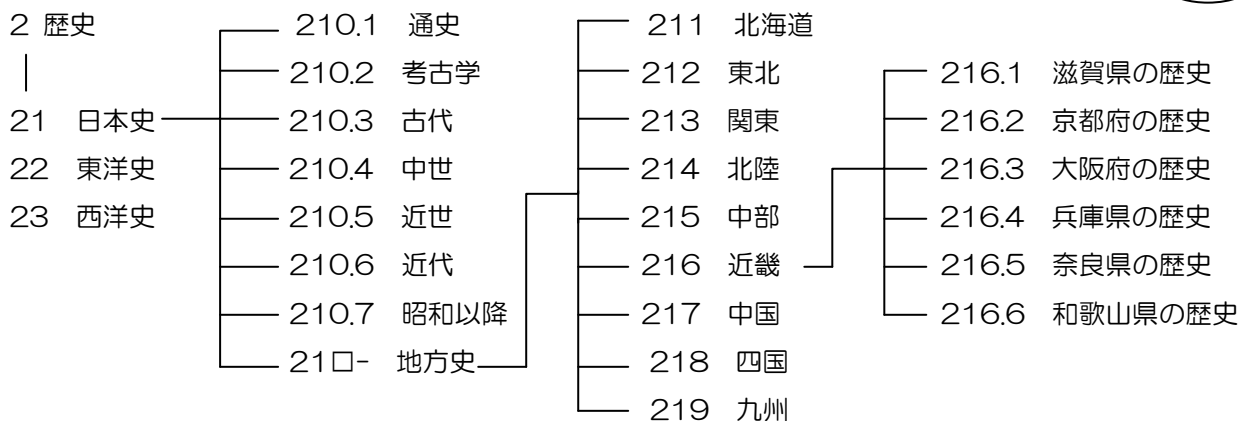 2 歴史
21 日本史
22 東洋史
23 西洋史
210.1 通史
210.2 考古学
210.3 古代
210.4 中世
210.5 近世
210.6 近代
210.7 昭和以降
21□- 地方史
211 北海道
212 東北
213 関東
214 北陸
215 中部
216 近畿
217 中国
218 四国
219 九州
216.1 滋賀県の歴史
216.2 京都府の歴史
216.3 大阪府の歴史
216.4 兵庫県の歴史
216.5 奈良県の歴史
216.6 和歌山県の歴史